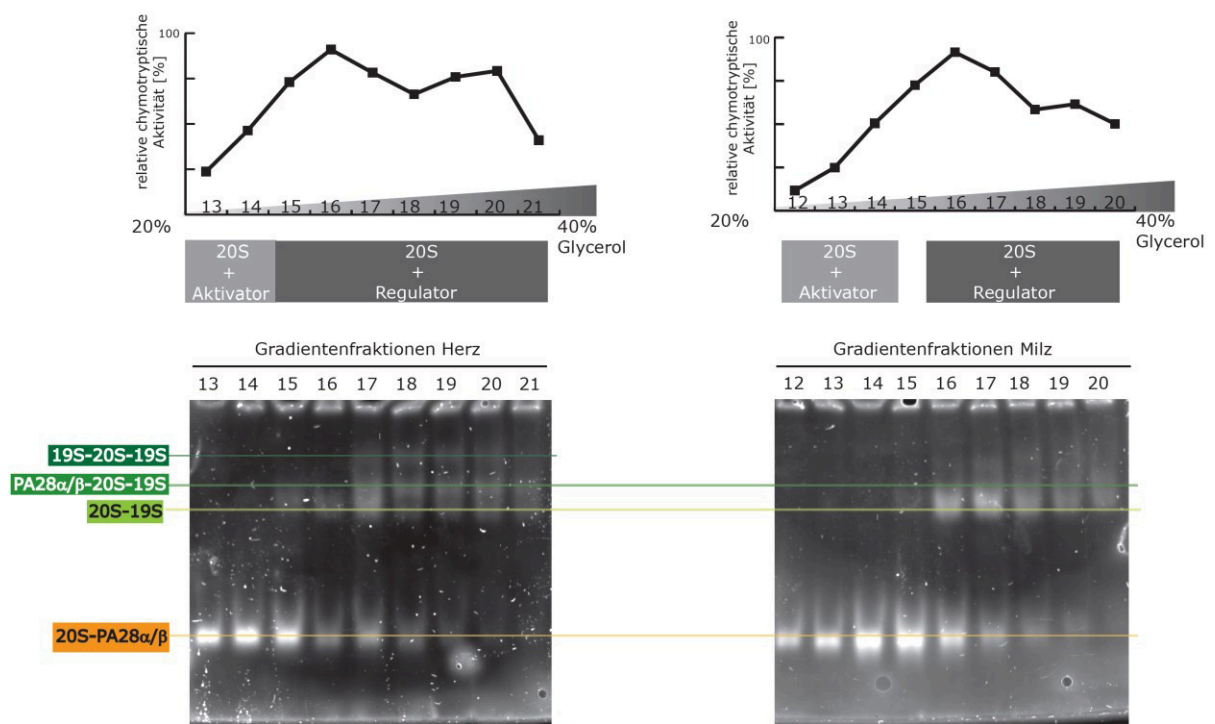 relative chymotryptische
Aktivität [%]
100
13 14 15 16 17 18 19 20 21
20%
40%
Glycerol
20S
+
Aktivator
20S
+
Regulator
relative chymotryptische
Aktivität [%]
100
12 13 14 15 16 17 18 19 20
20%
40%
Glycerol
20S
+
Aktivator
20S
+
Regulator
Gradientenfraktionen Herz
13 14 15 16 17 18 19 20 21
Gradientenfraktionen Milz
12 13 14 15 16 17 18 19 20
19S-20S-19S
PA28α/β-20S-19S
20S-19S
20S-PA28α/β